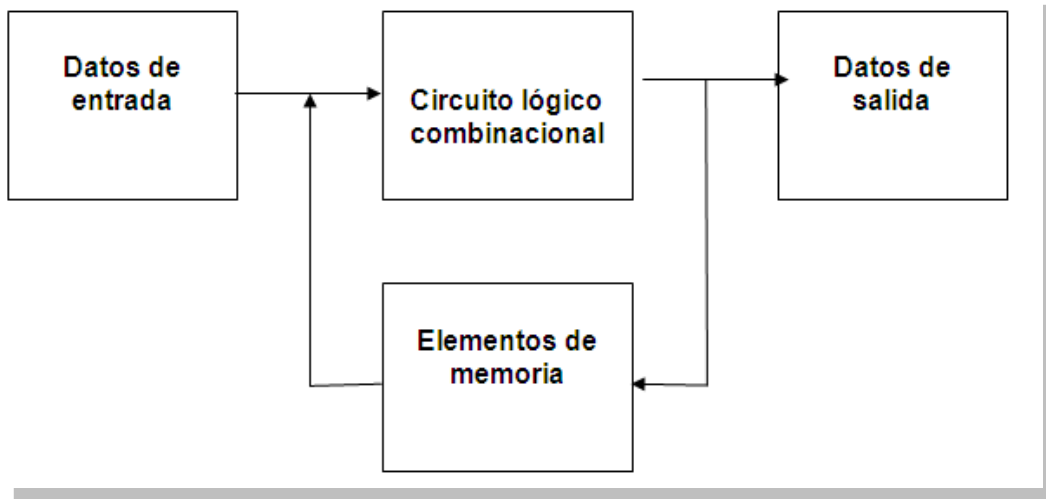 Datos de
entrada
Circuito lógico
combinacional
Datos de
salida
Elementos de
memoria